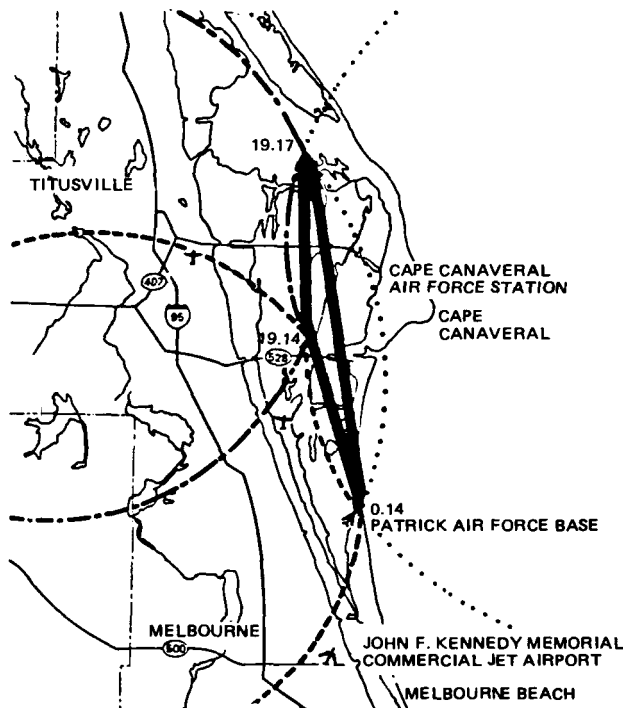 19.17
TITUSVILLE
CAPE CANAVERAL
AIR FORCE STATION
407
CAPE
CANAVERAL
95
19.14
528
0.14
PATRICK AIR FORCE BASE
MELBOURNE
500
JOHN F. KENNEDY MEMORIAL
COMMERCIAL JET AIRPORT
MELBOURNE BEACH